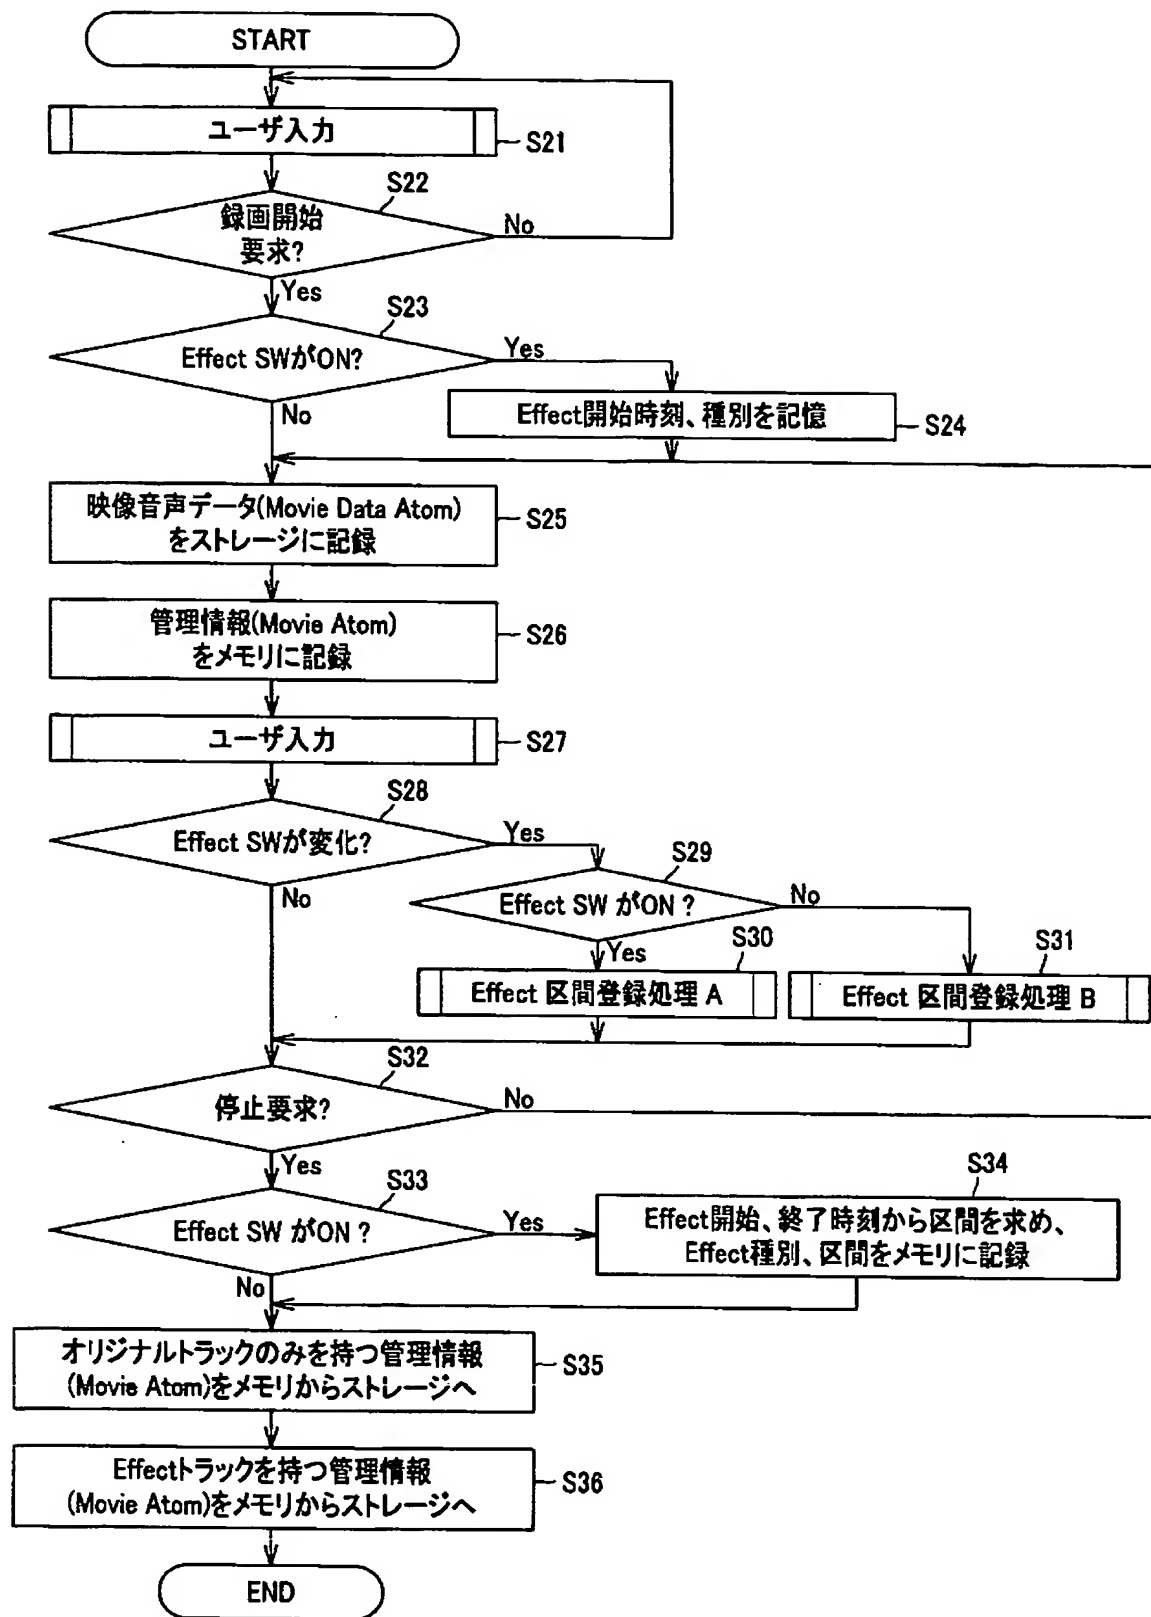 START
ユーザ入力
S21
S22
録画開始
要求?
No
Yes
S23
Effect SWがON?
Yes
No
Effect開始時刻、種別を記憶
S24
映像音声データ(Movie Data Atom)
をストレージに記録
S25
管理情報(Movie Atom)
をメモリに記録
S26
ユーザ入力
S27
S28
Effect SWが変化?
Yes
No
S29
Effect SW がON ?
No
Yes
S30
Effect 区間登録処理 A
S31
Effect 区間登録処理 B
S32
停止要求?
No
Yes
S33
Effect SW がON ?
Yes
No
S34
Effect開始、終了時刻から区間を求め、
Effect種別、区間をメモリに記録
オリジナルトラックのみを持つ管理情報
(Movie Atom)をメモリからストレージへ
S35
Effectトラックを持つ管理情報
(Movie Atom)をメモリからストレージへ
S36
END